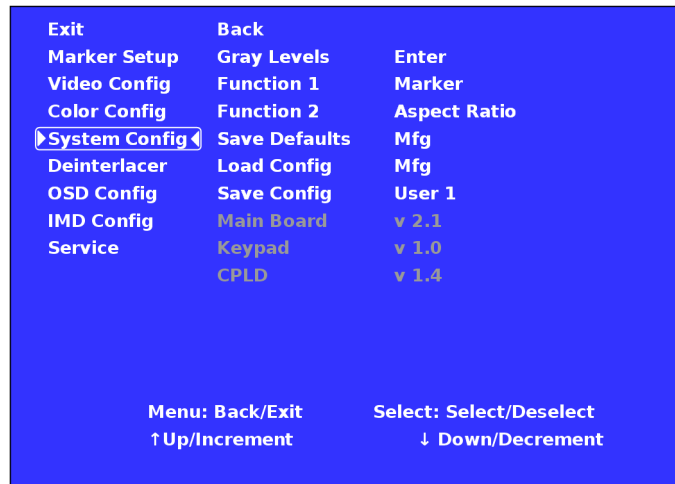 Exit Back
Marker Setup Gray Levels Enter
Video Config Function 1 Marker
Color Config Function 2 Aspect Ratio
System Config Save Defaults Mfg
Deinterlacer Load Config Mfg
OSD Config Save Config User 1
IMD Config Main Board v 2.1
Service Keypad v 1.0
CPLD v 1.4
Menu: Back/Exit Select: Select/Deselect
↑Up/Increment ↓ Down/Decrement